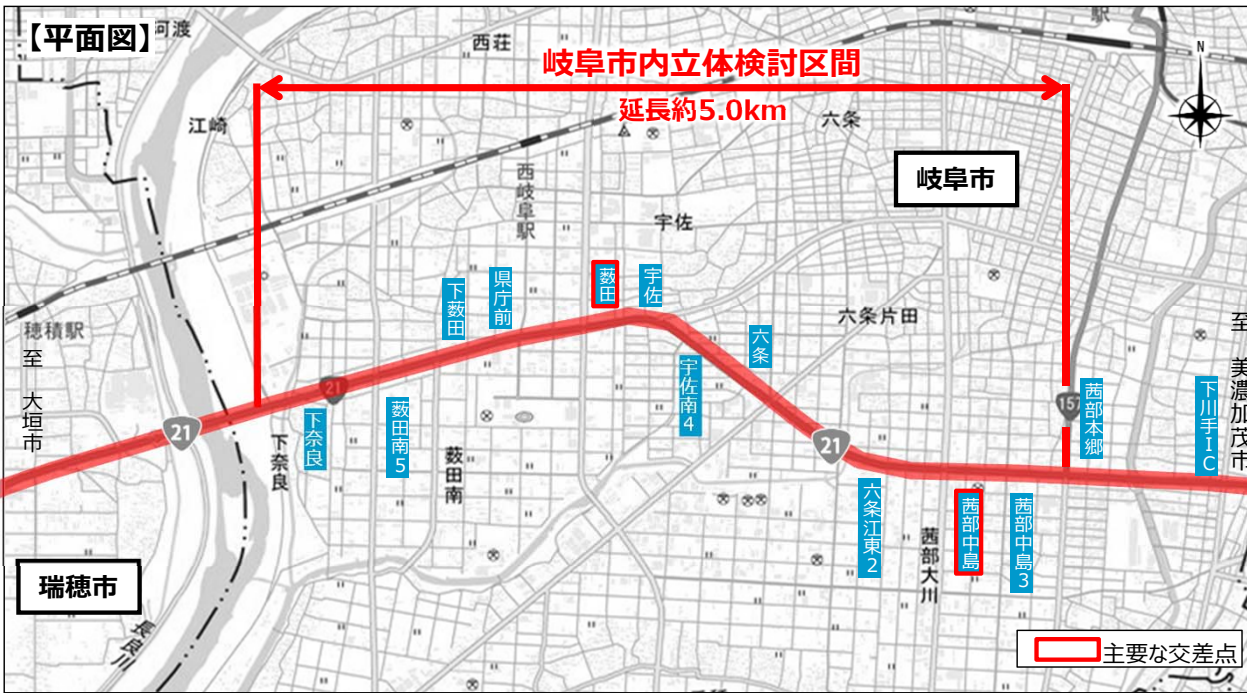 【平面図】
河渡
西荘
駅
N
岐阜市内立体検討区間
延長約5.0km
江崎
六条
岐阜市
西岐阜駅
宇佐
下薮田
県庁前
薮田
宇佐
六条片田
穂積駅
至 大垣市
六条
至 美濃加茂市
宇佐南4
21
21
21
157
茜部本郷
下川手IC
下奈良
下奈良
薮田南5
薮田南
六条江東2
茜部大川
茜部中島
茜部中島3
瑞穂市
長良川
主要な交差点